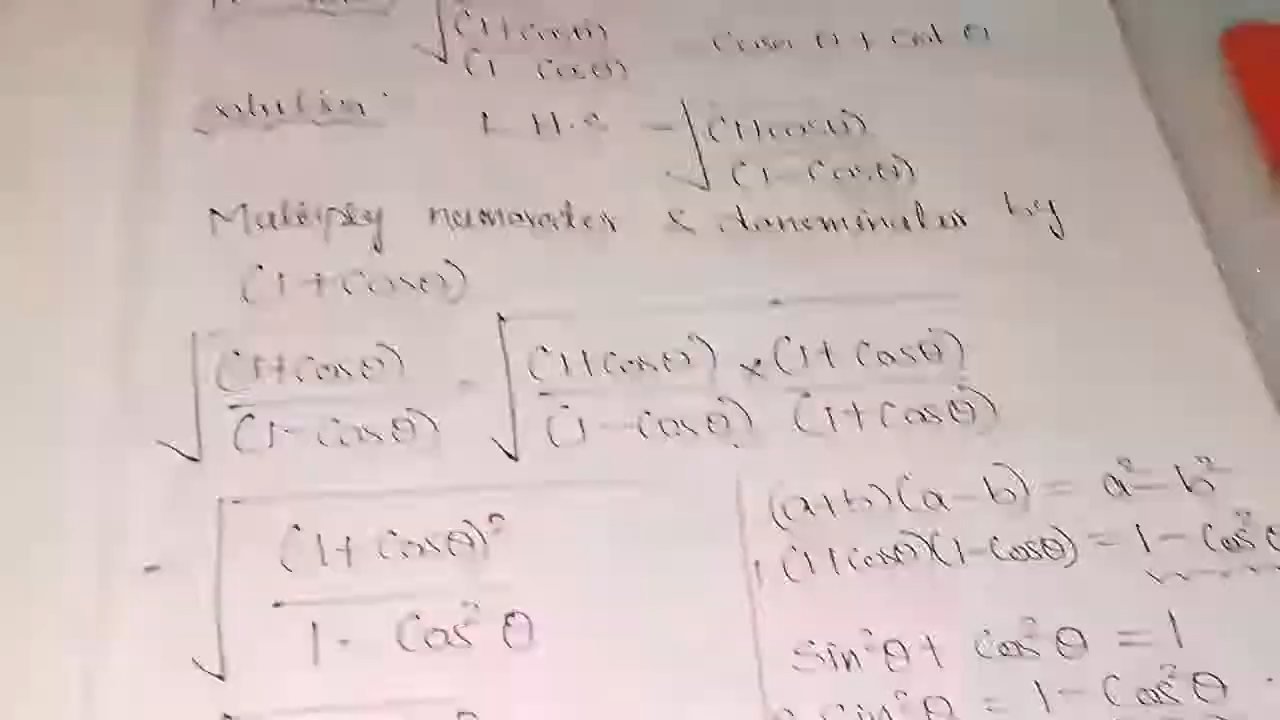 √(1+cosθ)/(1-cosθ) = cosecθ + cotθ
Solution: L.H.S = √(1+cosθ)/(1-cosθ)
Multiply numerator & denominator by
(1+cosθ)
√(1+cosθ)/(1-cosθ) = √(1+cosθ)/(1-cosθ) × (1+cosθ)/(1+cosθ)
= √(1+cosθ)²/1-cos²θ
(a+b)(a-b) = a²-b²
(1+cosθ)(1-cosθ) = 1-cos²θ
sin²θ + cos²θ = 1
sin²θ = 1-cos²θ